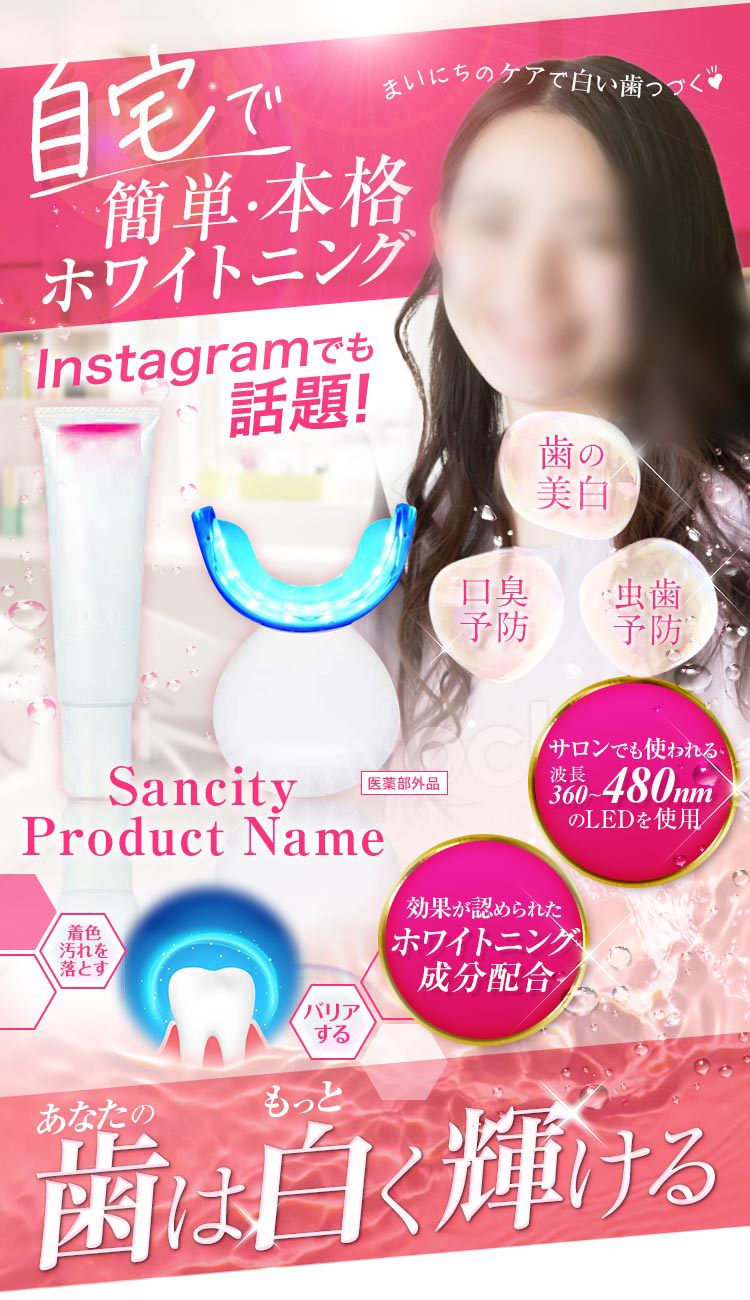 まいにちのケアで白い歯つづく
自宅で
簡単・本格
ホワイトニング
Instagramでも
話題!
歯の
美白
口臭
予防
虫歯
予防
サロンでも使われる
波長
360~480nm
のLEDを使用
Sancity
Product Name
医薬部外品
効果が認められた
ホワイトニング
成分配合
着色
汚れを
落とす
バリア
する
あなたの
もっと
歯は白く輝ける